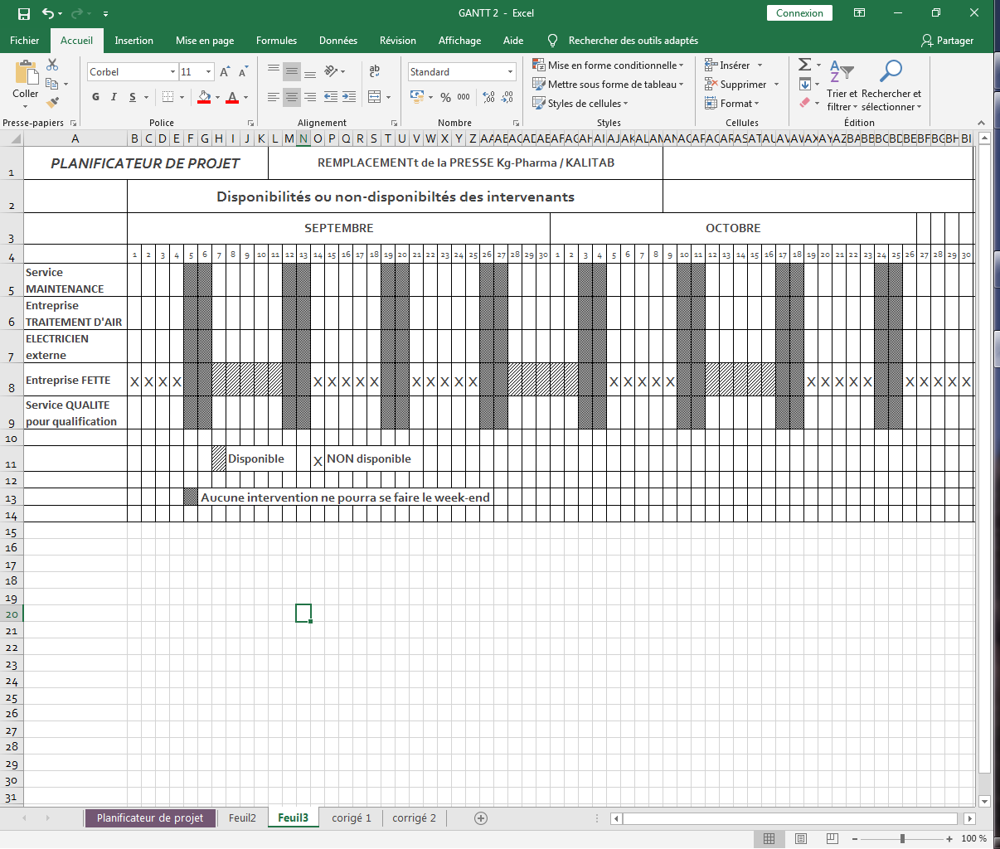 GANTT 2 - Excel
Connexion
Fichier Accueil Insertion Mise en page Formules Données Révision Affichage Aide Rechercher des outils adaptés Partager
Coller
Presse-papiers
Corbel 11
G I S
Police
Alignement
Standard
% 000
Nombre
Mise en forme conditionnelle
Mettre sous forme de tableau
Styles de cellules
Styles
Insérer
Supprimer
Format
Cellules
Trier et filtrer
Rechercher et sélectionner
Édition
A B C D E F G H I J K L M N O P Q R S T U V W X Y Z
1 PLANIFICATEUR DE PROJET REMPLACEMENTt de la PRESSE Kg-Pharma / KALITAB
2 Disponibilités ou non-disponibiltés des intervenants
3 SEPTEMBRE OCTOBRE
4 1 2 3 4 5 6 7 8 9 10 11 12 13 14 15 16 17 18 19 20 21 22 23 24 25 26 27 28 29 30 1 2 3 4 5 6 7 8 9 10 11 12 13 14 15 16 17 18 19 20 21 22 23 24 25 26 27 28 29 30
Service
5 MAINTENANCE
Entreprise
6 TRAITEMENT D'AIR
ELECTRICIEN
7 externe
8 Entreprise FETTE X X X X X X X X X X X X X X X X X X X X X X X X X X X X X X X
Service QUALITE
9 pour qualification
10
11 Disponible X NON disponible
12
13 Aucune intervention ne pourra se faire le week-end
14
15
16
17
18
19
20
21
22
23
24
25
26
27
28
29
30
31
Planificateur de projet Feuil2 Feuil3 corigé 1 corrigé 2
100 %